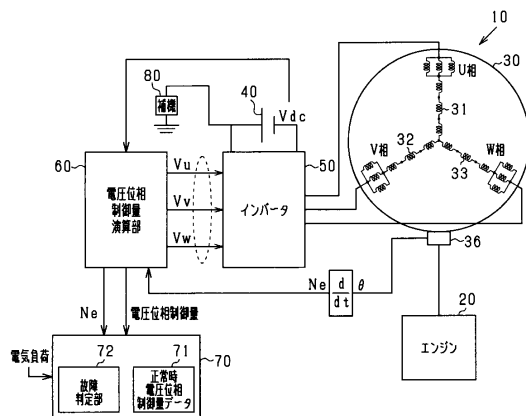 10
80
補機
40
Vdc
30
U相
31
V相
32
W相
33
60
電圧位相
制御量
演算部
Vu
Vv
Vw
50
インバータ
36
Ne
d
dt
θ
20
エンジン
Ne
電圧位相制御量
電気負荷
72
故障
判定部
71
正常時
電圧位相
制御量データ
70